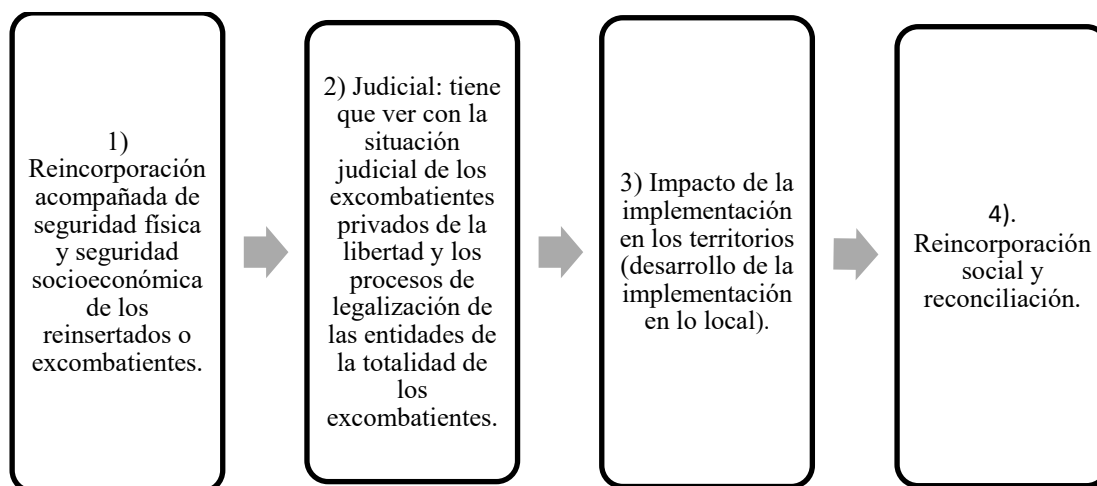 1)
Reincorporación
acompañada de
seguridad física
y seguridad
socioeconómica
de los
reinsertados o
excombatientes.
2) Judicial: tiene
que ver con la
situación
judicial de los
excombatientes
privados de la
libertad y los
procesos de
legalización de
las entidades de
la totalidad de
los
excombatientes.
3) Impacto de la
implementación
en los territorios
(desarrollo de la
implementación
en lo local).
4).
Reincorporación
social y
reconciliación.